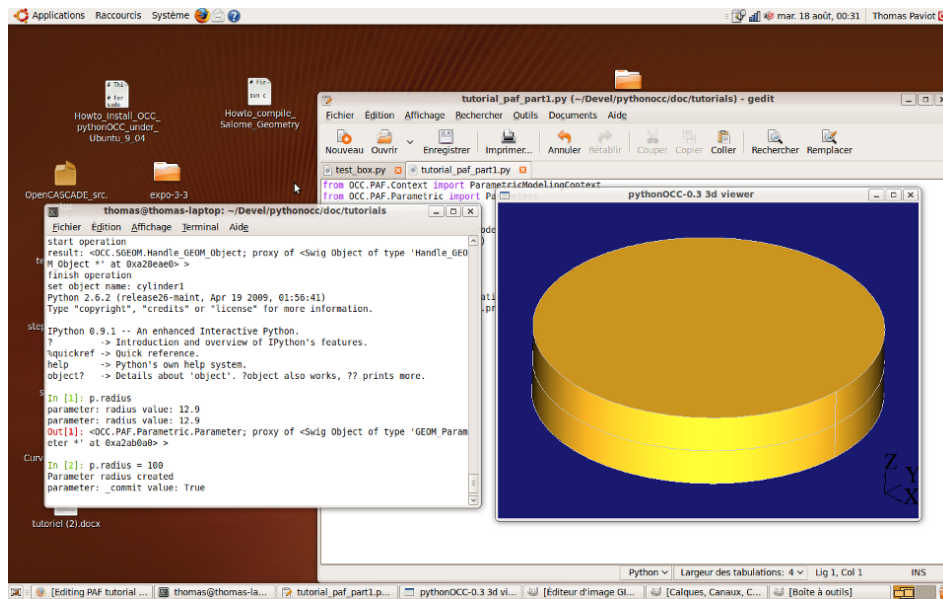 Applications Raccourcis Système
mar. 18 août, 00:31 Thomas Paviot
Howto_Install_OCC_
pythonOCC_under_
Ubuntu_9_04
Howto_compile_
Salome_Geometry
OpenCASCADE_src.
expo-3-3
tutoriel (2).docx
tutorial_paf_part1.py (~/Devel/pythonocc/doc/tutorials) - gedit
Fichier Édition Affichage Rechercher Outils Documents Aide
Nouveau Ouvrir Enregistrer Imprimer... Annuler Rétablir Couper Copier Coller Rechercher Remplacer
test_box.py tutorial_paf_part1.py
from OCC.PAF.Context import ParametricModelingContext
from OCC.PAF.Parametric import
thomas@thomas-laptop: ~/Devel/pythonocc/doc/tutorials
Fichier Édition Affichage Terminal Aide
start operation
result: <OCC.SGEOM.Handle_GEOM_Object; proxy of <Swig Object of type 'Handle_GEO
M Object *' at 0xa20eae0> >
finish operation
set object name: cylinder1
Python 2.6.2 (release26-maint, Apr 19 2009, 01:56:41)
Type "copyright", "credits" or "license" for more information.
IPython 0.9.1 -- An enhanced Interactive Python.
? -> Introduction and overview of IPython's features.
%quickref -> Quick reference.
help -> Python's own help system.
object? -> Details about 'object'. ?object also works, ?? prints more.
In [1]: p.radius
parameter: radius value: 12.9
parameter: radius value: 12.9
Out[1]: <OCC.PAF.Parametric.Parameter; proxy of <Swig Object of type 'GEOM_Param
eter *' at 0xa2ab0a0> >
In [2]: p.radius = 100
Parameter radius created
parameter: _commit value: True
pythonOCC-0.3 3d viewer
Z
Y
X
Python Largeur des tabulations: 4 Lig 1, Col 1 INS
[Editing PAF tutorial ... thomas@thomas-la... tutorial_paf_part1.p... pythonOCC-0.3 3d vi... [Éditeur d'image GI... [Calques, Canaux, C... [Boîte à outils]